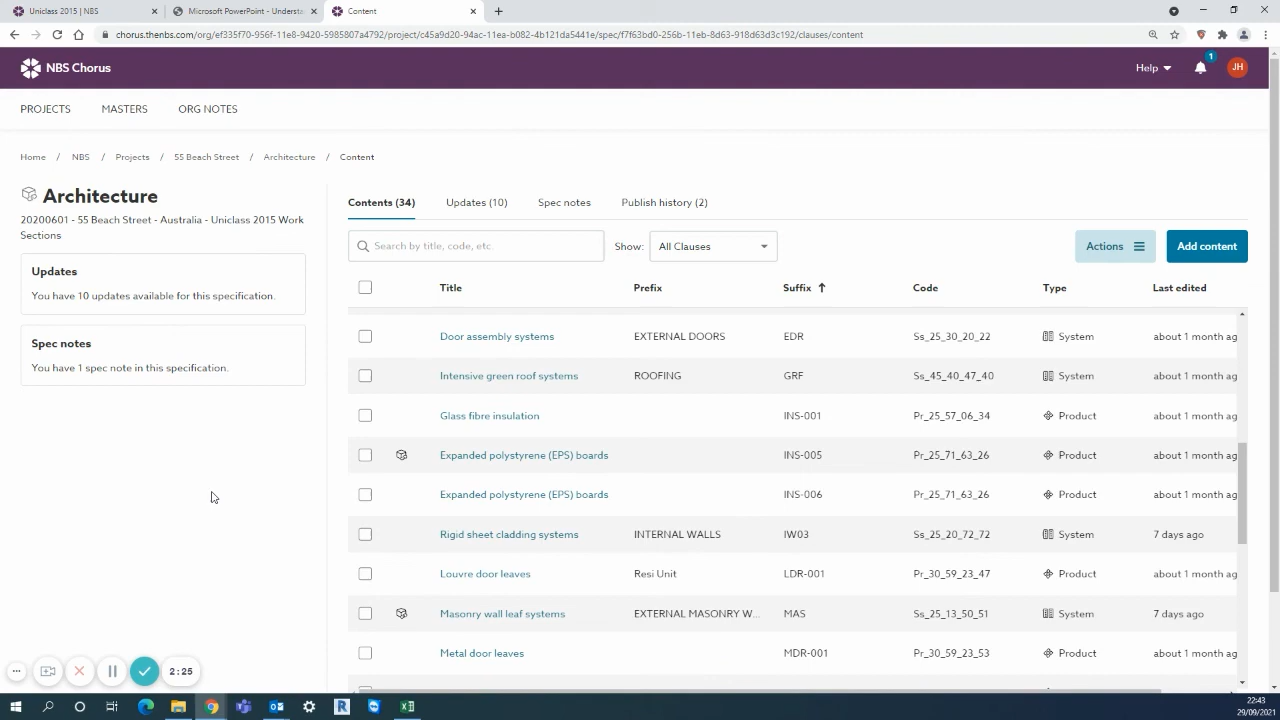 Uniclass 2015 | NBS
Microsoft PowerPoint - Understa
Content
chorus.thenbs.com/org/ef335f70-956f-11e8-9420-5985807a4792/project/c45a9d20-94ac-11ea-b082-4b121da5441e/spec/f7f63bd0-256b-11eb-8d63-918d63d3c192/clauses/content
NBS Chorus
Help
1
JH
PROJECTS MASTERS ORG NOTES
Home / NBS / Projects / 55 Beach Street / Architecture / Content
Architecture
20200601 - 55 Beach Street - Australia - Uniclass 2015 Work
Sections
Updates
You have 10 updates available for this specification.
Spec notes
You have 1 spec note in this specification.
Contents (34) Updates (10) Spec notes Publish history (2)
Search by title, code, etc. Show: All Clauses Actions Add content
Title Prefix Suffix Code Type Last edited
Door assembly systems EXTERNAL DOORS EDR Ss_25_30_20_22 System about 1 month ag
Intensive green roof systems ROOFING GRF Ss_45_40_47_40 System about 1 month ag
Glass fibre insulation INS-001 Pr_25_57_06_34 Product about 1 month ag
Expanded polystyrene (EPS) boards INS-005 Pr_25_71_63_26 Product about 1 month ag
Expanded polystyrene (EPS) boards INS-006 Pr_25_71_63_26 Product about 1 month ag
Rigid sheet cladding systems INTERNAL WALLS IW03 Ss_25_20_72_72 System 7 days ago
Louvre door leaves Resi Unit LDR-001 Pr_30_59_23_47 Product about 1 month ag
Masonry wall leaf systems EXTERNAL MASONRY W... MAS Ss_25_13_50_51 System 7 days ago
Metal door leaves MDR-001 Pr_30_59_23_53 Product about 1 month ag
2:25
22:43
29/09/2021